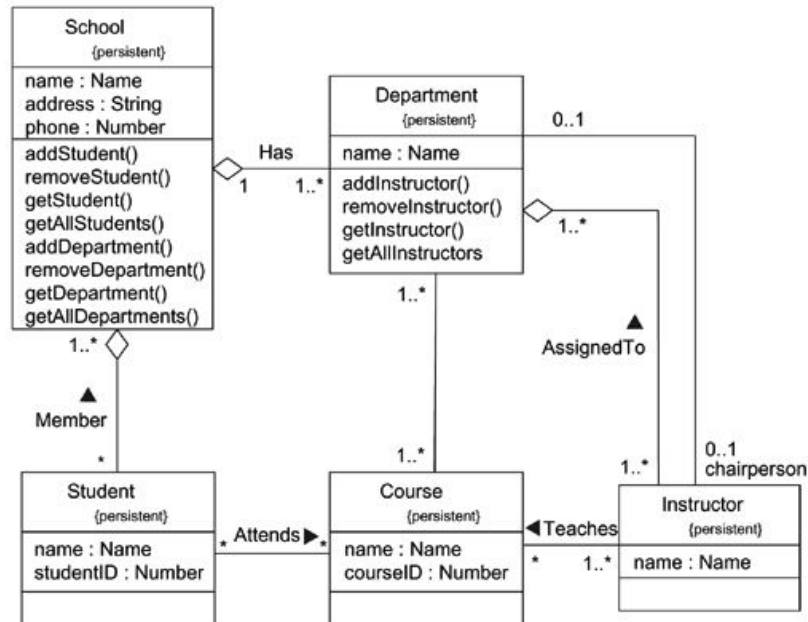 School
{persistent}
name : Name
address : String
phone : Number
addStudent()
removeStudent()
getStudent()
getAllStudents()
addDepartment()
removeDepartment()
getDepartment()
getAllDepartments()
Has
1
1..*
Department
{persistent}
name : Name
addInstructor()
removeInstructor()
getInstructor()
getAllInstructors
0..1
1..*
1..*
▲
AssignedTo
1..*
▲
Member
*
1..*
1..*
0..1
chairperson
Student
{persistent}
name : Name
studentID : Number
* Attends▶ *
Course
{persistent}
name : Name
courseID : Number
◀Teaches
* 1..*
Instructor
{persistent}
name : Name